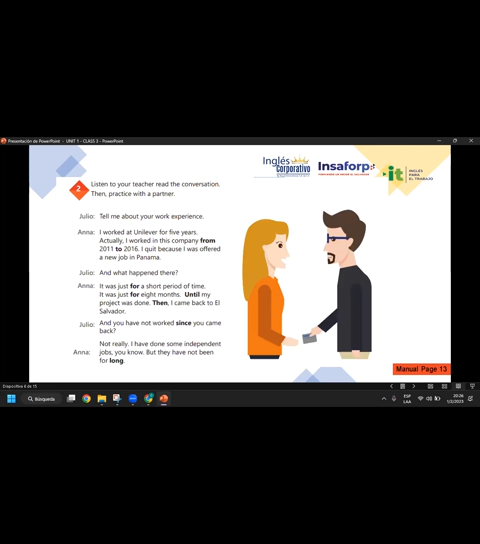 Presentación de PowerPoint - UNIT 1 - CLASS 3 - PowerPoint
Inglés
Corporativo
Insaforp
it
INGLÉS
PARA
EL TRABAJO
2
Listen to your teacher read the conversation.
Then, practice with a partner.
Julio: Tell me about your work experience.
Anna: I worked at Unilever for five years.
Actually, I worked in this company from
2011 to 2016. I quit because I was offered
a new job in Panama.
Julio: And what happened there?
Anna: It was just for a short period of time.
It was just for eight months. Until my
project was done. Then, I came back to El
Salvador.
Julio: And you have not worked since you came
back?
Not really. I have done some independent
Anna: jobs, you know. But they have not been
for long.
Manual Page 13
Diapositiva 6 de 15
Búsqueda
ESP
LAA
20:26
1/2/2023